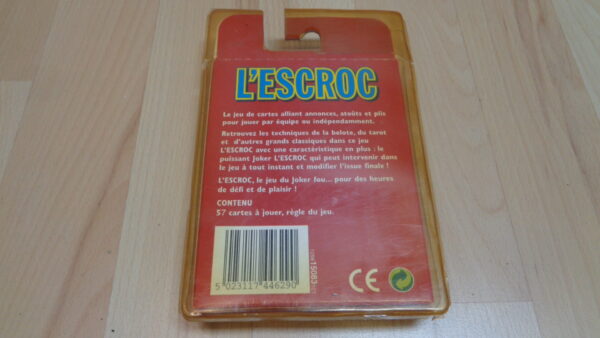 L'ESCROC
Le jeu de cartes alliant annonces, atoûts et plis
pour jouer par équipe ou indépendamment.
Retrouvez les techniques de la belote, du tarot
et d'autres grands classiques dans ce jeu
L'ESCROC avec une caractéristique en plus : le
puissant Joker L'ESCROC qui peut intervenir dans
le jeu à tout instant et modifier l'issue finale !
L'ESCROC, le jeu du Joker fou... pour des heures
de défi et de plaisir !
CONTENU
57 cartes à jouer, règle du jeu.
5 023117 446290
CE